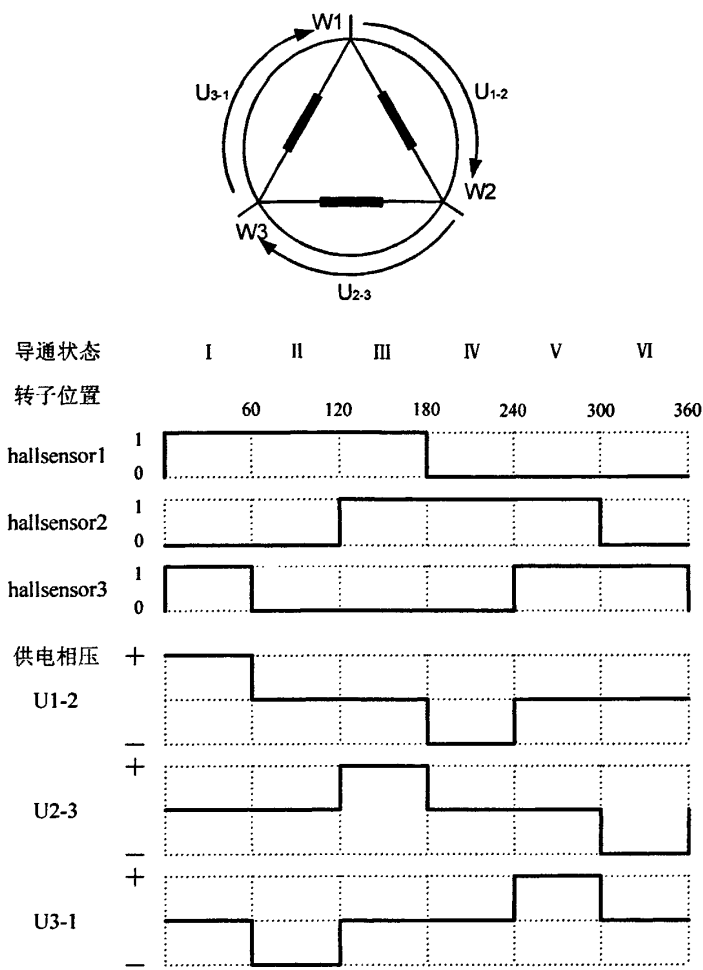 W1
U3-1
U1-2
W2
W3
U2-3
导通状态 I II III IV V VI
转子位置
60 120 180 240 300 360
hallsensor1 1
0
hallsensor2 1
0
hallsensor3 1
0
供电相压 +
U1-2
−
+
U2-3
−
+
U3-1
−